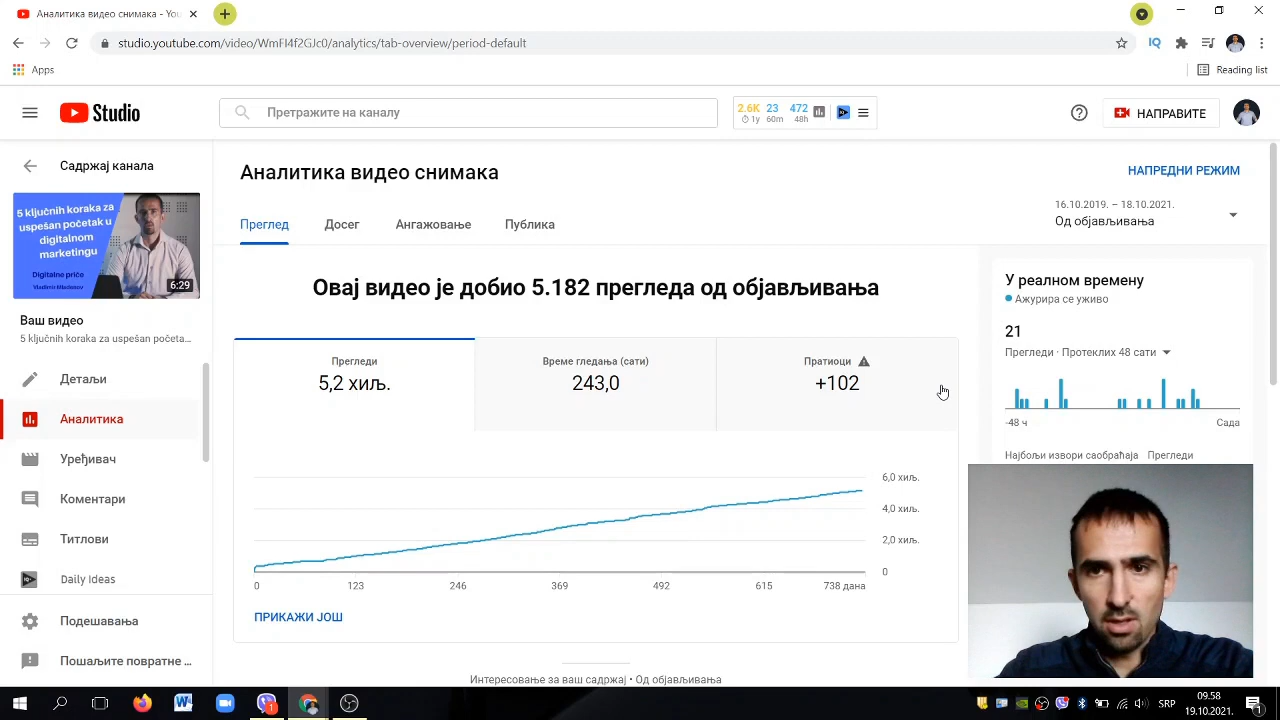 Аналитика видео снимака - You
studio.youtube.com/video/WmFI4f2GJc0/analytics/tab-overview/period-default
IQ
Apps
Reading list
Studio
Претражите на каналу
2.6K 23 472
1y 60m 48h
НАПРАВИТЕ
Садржај канала
5 ključnih koraka za
uspešan početak u
digitalnom
marketingu
Digitalne priče
Vladimir Mladenov
6:29
Ваш видео
5 ključnih koraka za uspešan početa...
Детаљи
Аналитика
Уређивач
Коментари
Титлови
Daily Ideas
Подешавања
Пошаљите повратне ...
Аналитика видео снимака
НАПРЕДНИ РЕЖИМ
16.10.2019. – 18.10.2021.
Од објављивања
Преглед Досег Ангажовање Публика
Овај видео је добио 5.182 прегледа од објављивања
Прегледи
5,2 хиљ.
Време гледања (сати)
243,0
Пратиоци
+102
6,0 хиљ.
4,0 хиљ.
2,0 хиљ.
0
0 123 246 369 492 615 738 дана
ПРИКАЖИ ЈОШ
Интересовање за ваш садржај • Од објављивања
У реалном времену
Ажурира се уживо
21
Прегледи · Протеклих 48 сати
-48 ч Сада
Најбољи извори саобраћаја Прегледи
SRP
09.58
19.10.2021.